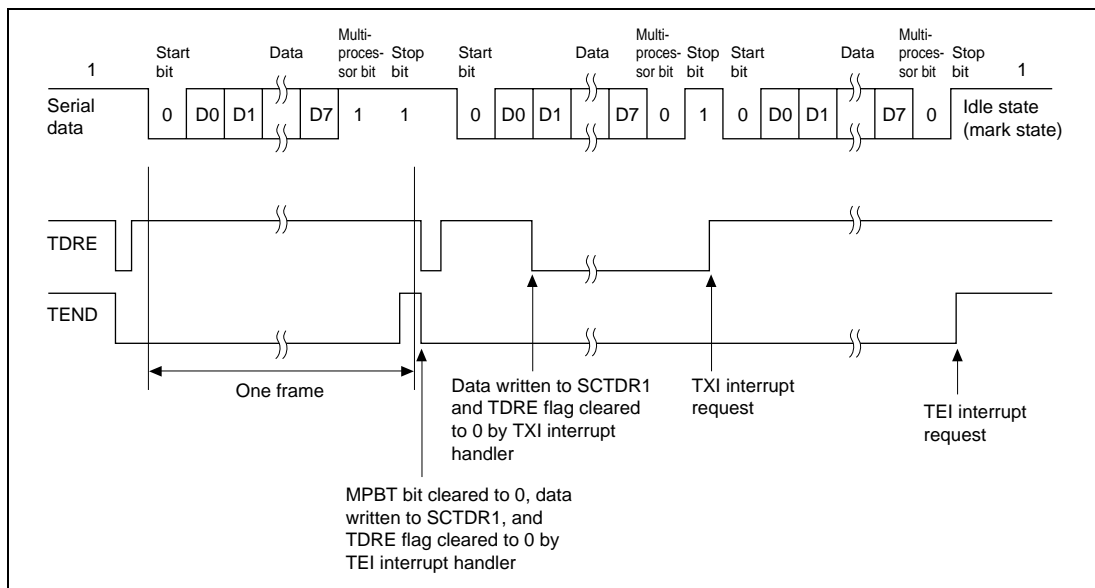 Start bit
Data
Multi-
proces-
sor bit
Stop
bit
Start
bit
Data
Multi-
proces-
sor bit
Stop
bit
Start
bit
Data
Multi-
proces-
sor bit
Stop
bit
1
1
Serial
data
0 D0 D1 D7 1 1 0 D0 D1 D7 0 1 0 D0 D1 D7 0
Idle state
(mark state)
TDRE
TEND
One frame
Data written to SCTDR1
and TDRE flag cleared
to 0 by TXI interrupt
handler
TXI interrupt
request
TEI interrupt
request
MPBT bit cleared to 0, data
written to SCTDR1, and
TDRE flag cleared to 0 by
TEI interrupt handler